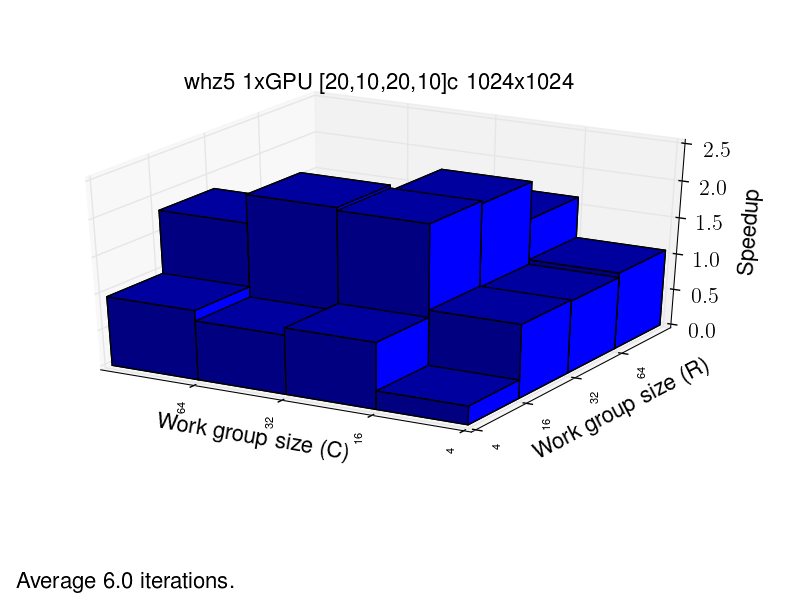 whz5 1xGPU [20,10,20,10]c 1024x1024
2.5
2.0
1.5
1.0
0.5
0.0
Speedup
64
32
16
4
Work group size (C)
4
16
32
64
Work group size (R)
Average 6.0 iterations.